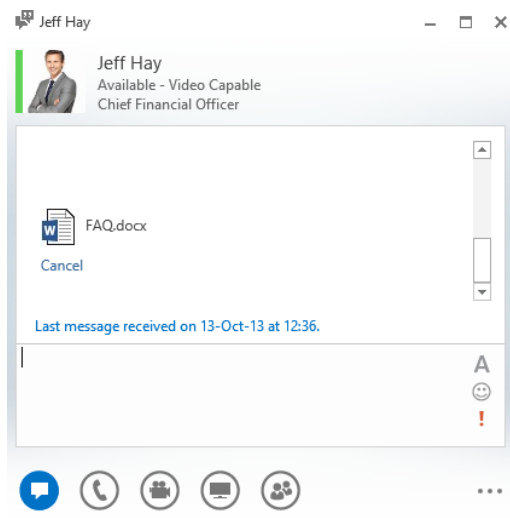 Jeff Hay
Jeff Hay
Available - Video Capable
Chief Financial Officer
W
FAQ.docx
Cancel
Last message received on 13-Oct-13 at 12:36.
A
!